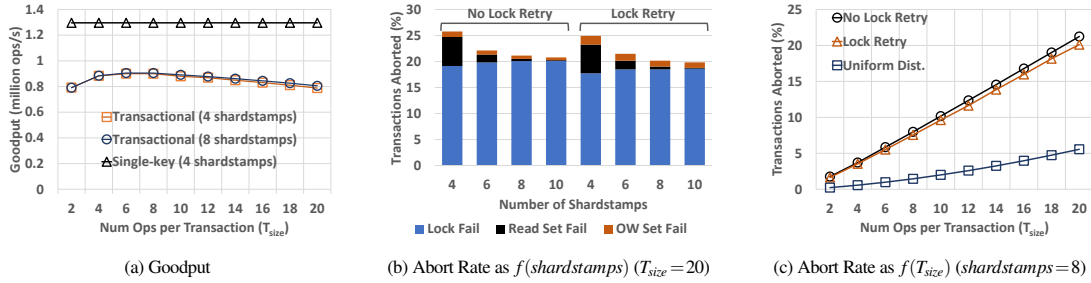 1.4
1.2
1
0.8
0.6
0.4
0.2
0
Goodput (million ops/s)
Transactional (4 shardstamps)
Transactional (8 shardstamps)
Single-key (4 shardstamps)
2 4 6 8 10 12 14 16 18 20
Num Ops per Transaction (Tsize)
(a) Goodput
30
25
20
15
10
5
0
Transactions Aborted (%)
No Lock Retry Lock Retry
4 6 8 10 4 6 8 10
Number of Shardstamps
Lock Fail Read Set Fail OW Set Fail
(b) Abort Rate as f(shardstamps) (Tsize=20)
25
20
15
10
5
0
Transactions Aborted (%)
No Lock Retry
Lock Retry
Uniform Dist.
2 4 6 8 10 12 14 16 18 20
Num Ops per Transaction (Tsize)
(c) Abort Rate as f(Tsize) (shardstamps=8)